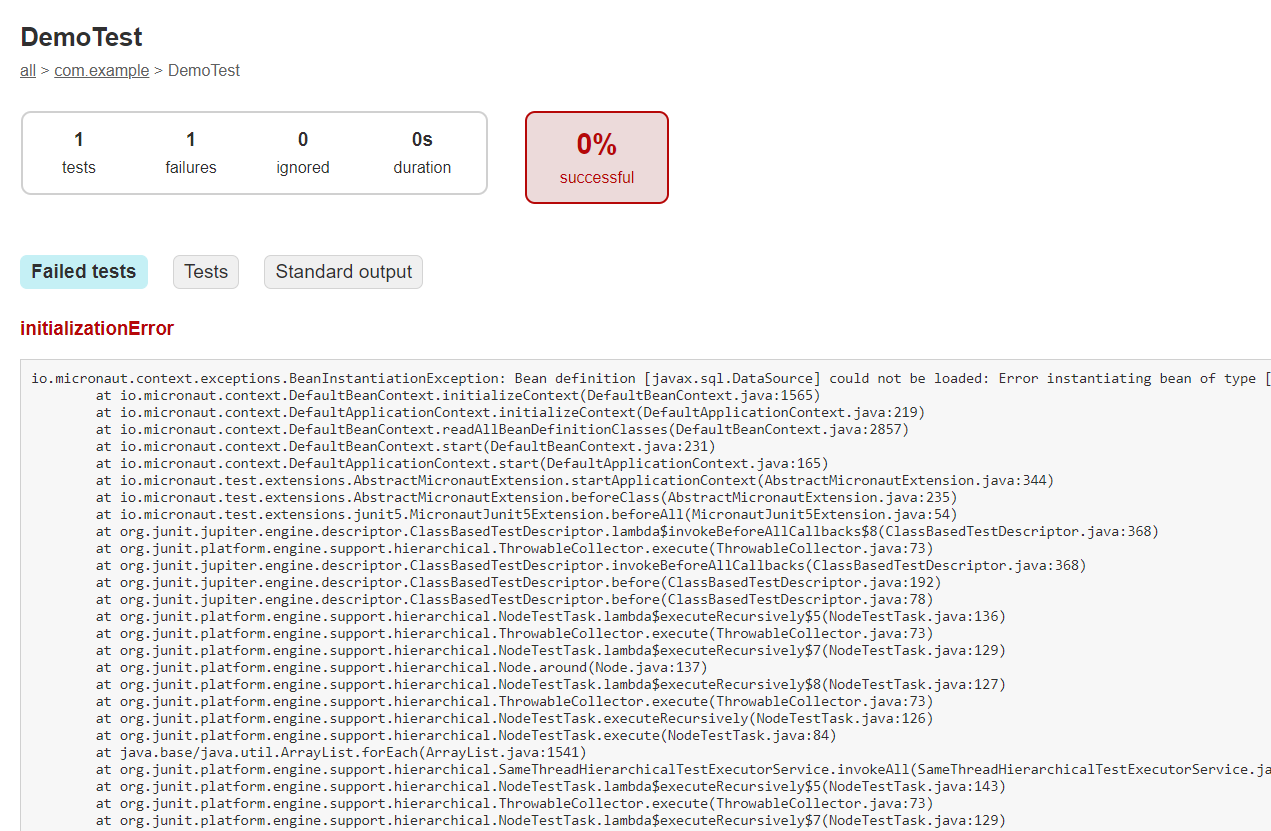 DemoTest
all > com.example > DemoTest
1 1 0 0s
tests failures ignored duration
0%
successful
Failed tests Tests Standard output
initializationError
io.micronaut.context.exceptions.BeanInstantiationException: Bean definition [javax.sql.DataSource] could not be loaded: Error instantiating bean of type [
at io.micronaut.context.DefaultBeanContext.initializeContext(DefaultBeanContext.java:1565)
at io.micronaut.context.DefaultApplicationContext.initializeContext(DefaultApplicationContext.java:219)
at io.micronaut.context.DefaultBeanContext.readAllBeanDefinitionClasses(DefaultBeanContext.java:2857)
at io.micronaut.context.DefaultBeanContext.start(DefaultBeanContext.java:231)
at io.micronaut.context.DefaultApplicationContext.start(DefaultApplicationContext.java:165)
at io.micronaut.test.extensions.AbstractMicronautExtension.startApplicationContext(AbstractMicronautExtension.java:344)
at io.micronaut.test.extensions.AbstractMicronautExtension.beforeClass(AbstractMicronautExtension.java:235)
at io.micronaut.test.extensions.junit5.MicronautJunit5Extension.beforeAll(MicronautJunit5Extension.java:54)
at org.junit.jupiter.engine.descriptor.ClassBasedTestDescriptor.lambda$invokeBeforeAllCallbacks$8(ClassBasedTestDescriptor.java:368)
at org.junit.platform.engine.support.hierarchical.ThrowableCollector.execute(ThrowableCollector.java:73)
at org.junit.jupiter.engine.descriptor.ClassBasedTestDescriptor.invokeBeforeAllCallbacks(ClassBasedTestDescriptor.java:368)
at org.junit.jupiter.engine.descriptor.ClassBasedTestDescriptor.before(ClassBasedTestDescriptor.java:192)
at org.junit.jupiter.engine.descriptor.ClassBasedTestDescriptor.before(ClassBasedTestDescriptor.java:78)
at org.junit.platform.engine.support.hierarchical.NodeTestTask.lambda$executeRecursively$5(NodeTestTask.java:136)
at org.junit.platform.engine.support.hierarchical.ThrowableCollector.execute(ThrowableCollector.java:73)
at org.junit.platform.engine.support.hierarchical.NodeTestTask.lambda$executeRecursively$7(NodeTestTask.java:129)
at org.junit.platform.engine.support.hierarchical.Node.around(Node.java:137)
at org.junit.platform.engine.support.hierarchical.NodeTestTask.lambda$executeRecursively$8(NodeTestTask.java:127)
at org.junit.platform.engine.support.hierarchical.ThrowableCollector.execute(ThrowableCollector.java:73)
at org.junit.platform.engine.support.hierarchical.NodeTestTask.executeRecursively(NodeTestTask.java:126)
at org.junit.platform.engine.support.hierarchical.NodeTestTask.execute(NodeTestTask.java:84)
at java.base/java.util.ArrayList.forEach(ArrayList.java:1541)
at org.junit.platform.engine.support.hierarchical.SameThreadHierarchicalTestExecutorService.invokeAll(SameThreadHierarchicalTestExecutorService.ja
at org.junit.platform.engine.support.hierarchical.NodeTestTask.lambda$executeRecursively$5(NodeTestTask.java:143)
at org.junit.platform.engine.support.hierarchical.ThrowableCollector.execute(ThrowableCollector.java:73)
at org.junit.platform.engine.support.hierarchical.NodeTestTask.lambda$executeRecursively$7(NodeTestTask.java:129)